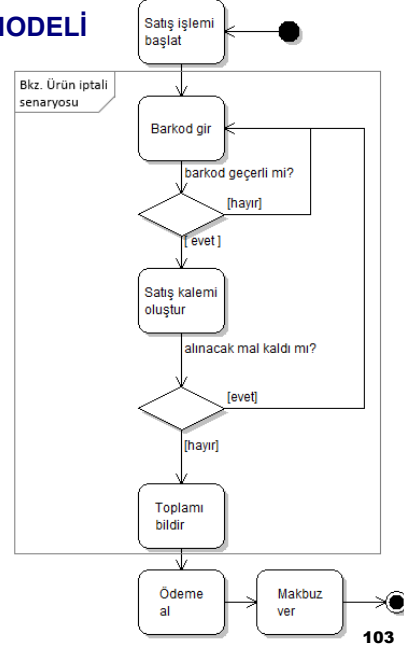 MODELİ
Satış işlemi
başlat
Bkz. Ürün iptali
senaryosu
Barkod gir
barkod geçerli mi?
[hayır]
[ evet ]
Satış kalemi
oluştur
alınacak mal kaldı mı?
[evet]
[hayır]
Toplamı
bildir
Ödeme
al
Makbuz
ver
103